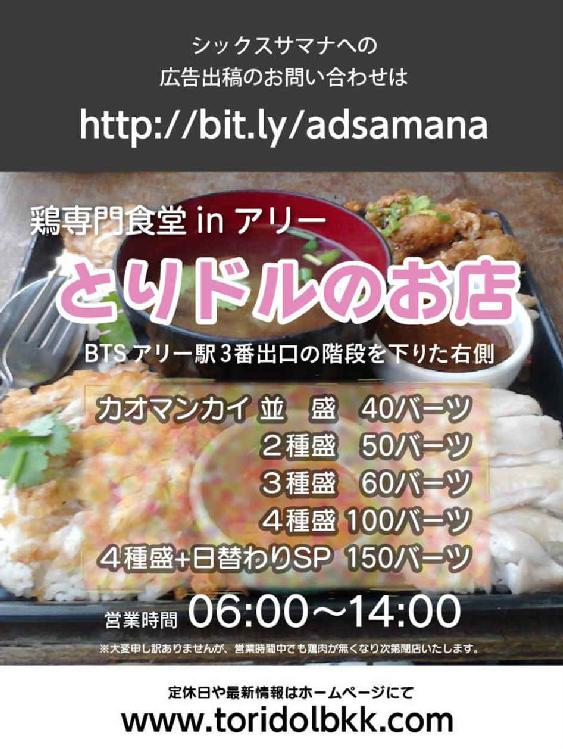 シックスサマナへの
広告出稿のお問い合わせは
http://bit.ly/adsamana
鶏専門食堂 in アリー
とりドルのお店
BTSアリー駅3番出口の階段を下りた右側
カオマンカイ 並 盛 40バーツ
2種盛 50バーツ
3種盛 60バーツ
4種盛 100バーツ
4種盛+日替わりSP 150バーツ
営業時間 06:00〜14:00
※大変申し訳ありませんが、営業時間中でも鶏肉が無くなり次第閉店いたします。
定休日や最新情報はホームページにて
www.toridolbkk.com